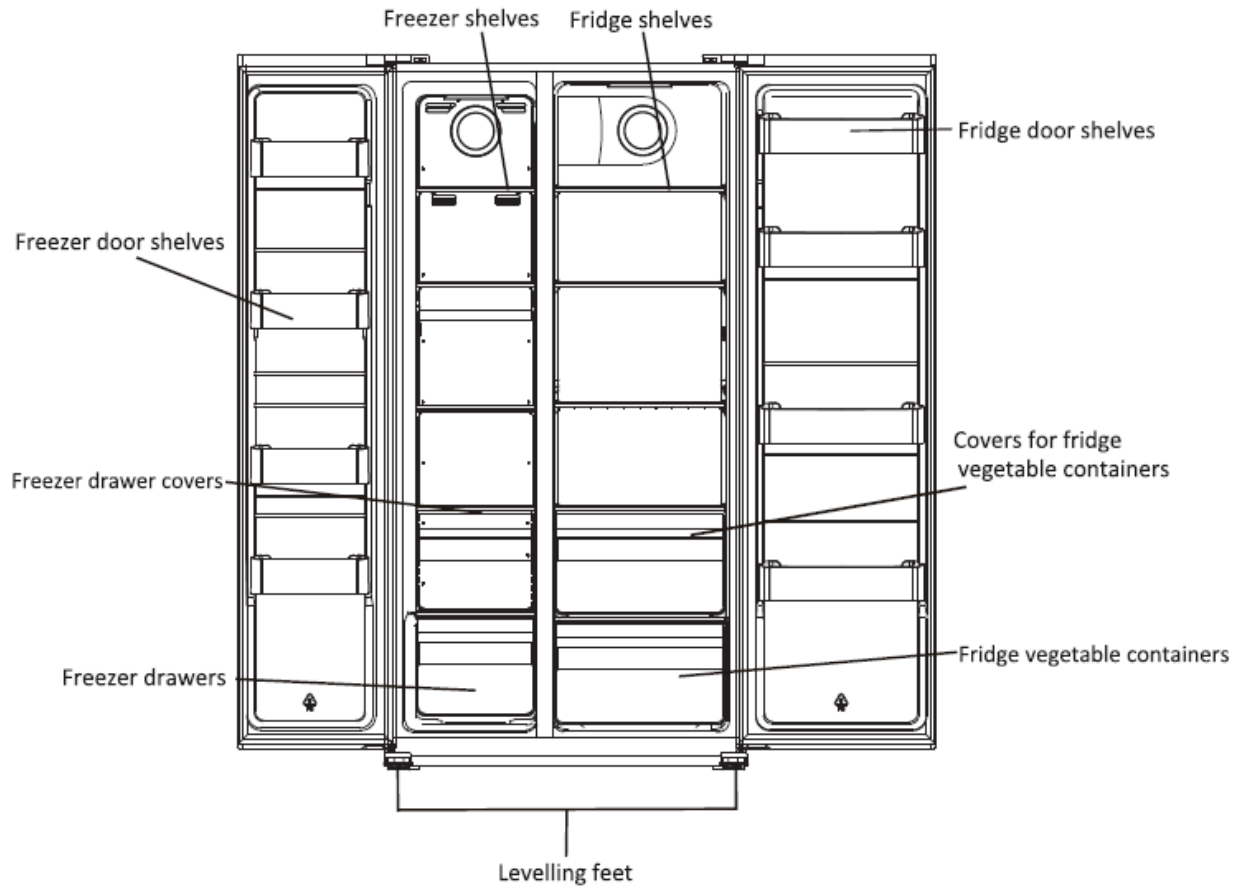 Freezer shelves
Fridge shelves
Fridge door shelves
Freezer door shelves
Covers for fridge
vegetable containers
Freezer drawer covers
Fridge vegetable containers
Freezer drawers
Levelling feet